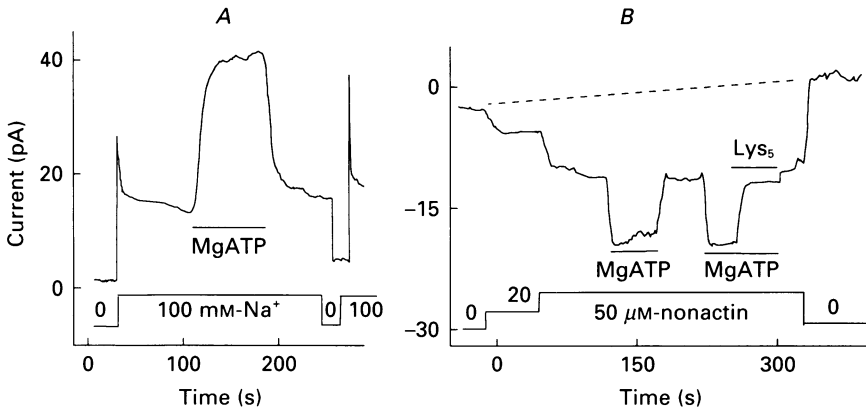 A
Current (pA)
40
20
0
MgATP
0
100 mM-Na⁺
0
100
0
100
200
Time (s)
B
0
−15
−30
Lys₅
MgATP
MgATP
0
20
50 μM-nonactin
0
0
150
300
Time (s)